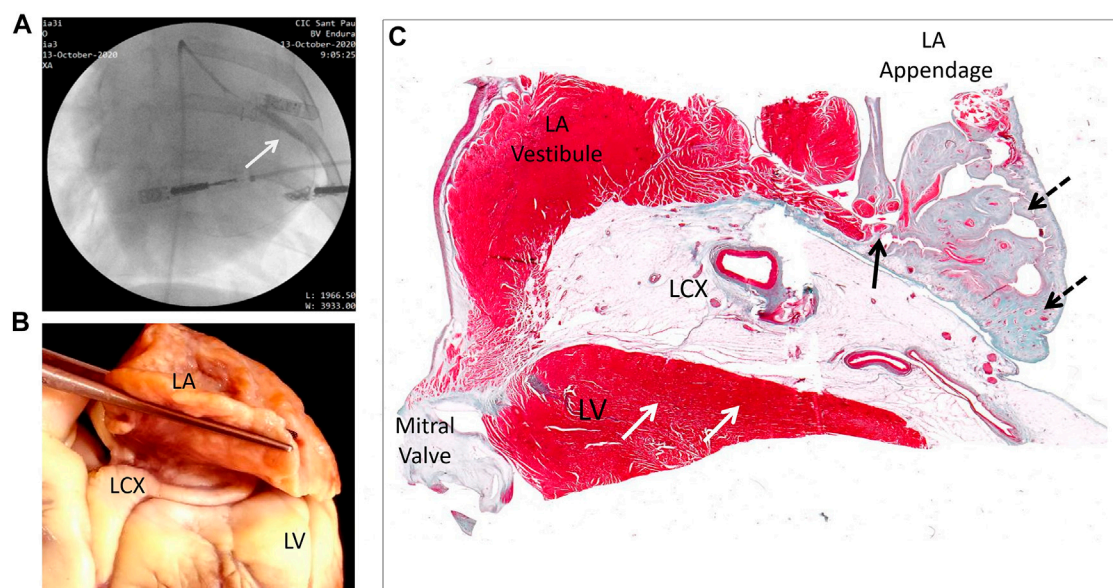 A
ia3i
O
ia3
13-October-2020
XA
CIC Sant Pau
BV Endura
13-October-2020
9:05:25
L: 1966.50
W: 3933.00
B
LA
LCX
LV
C
LA
Appendage
LA
Vestibule
LCX
LV
Mitral
Valve